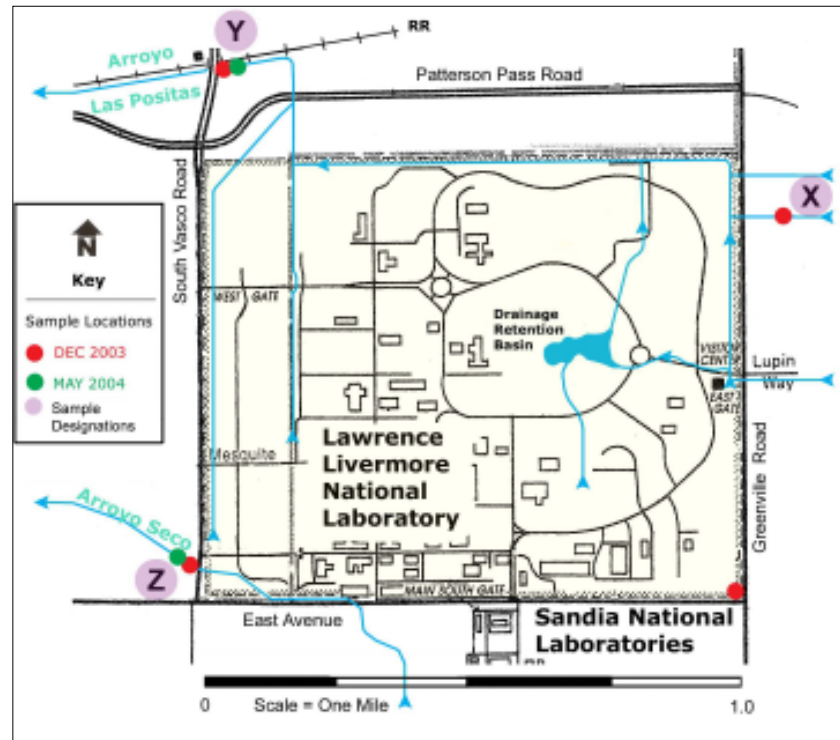 Y
RR
Arroyo
Las Positas
Patterson Pass Road
South Vasco Road
X
N
Key
Sample Locations
DEC 2003
MAY 2004
Sample
Designations
WEST GATE
Drainage
Retention
Basin
VISITOR
CENTER
Lupin
Way
EAST
GATE
Greenville Road
Mesquite
Lawrence
Livermore
National
Laboratory
Arroyo Seco
Z
MAIN SOUTH GATE
East Avenue
Sandia National
Laboratories
0
Scale = One Mile
1.0